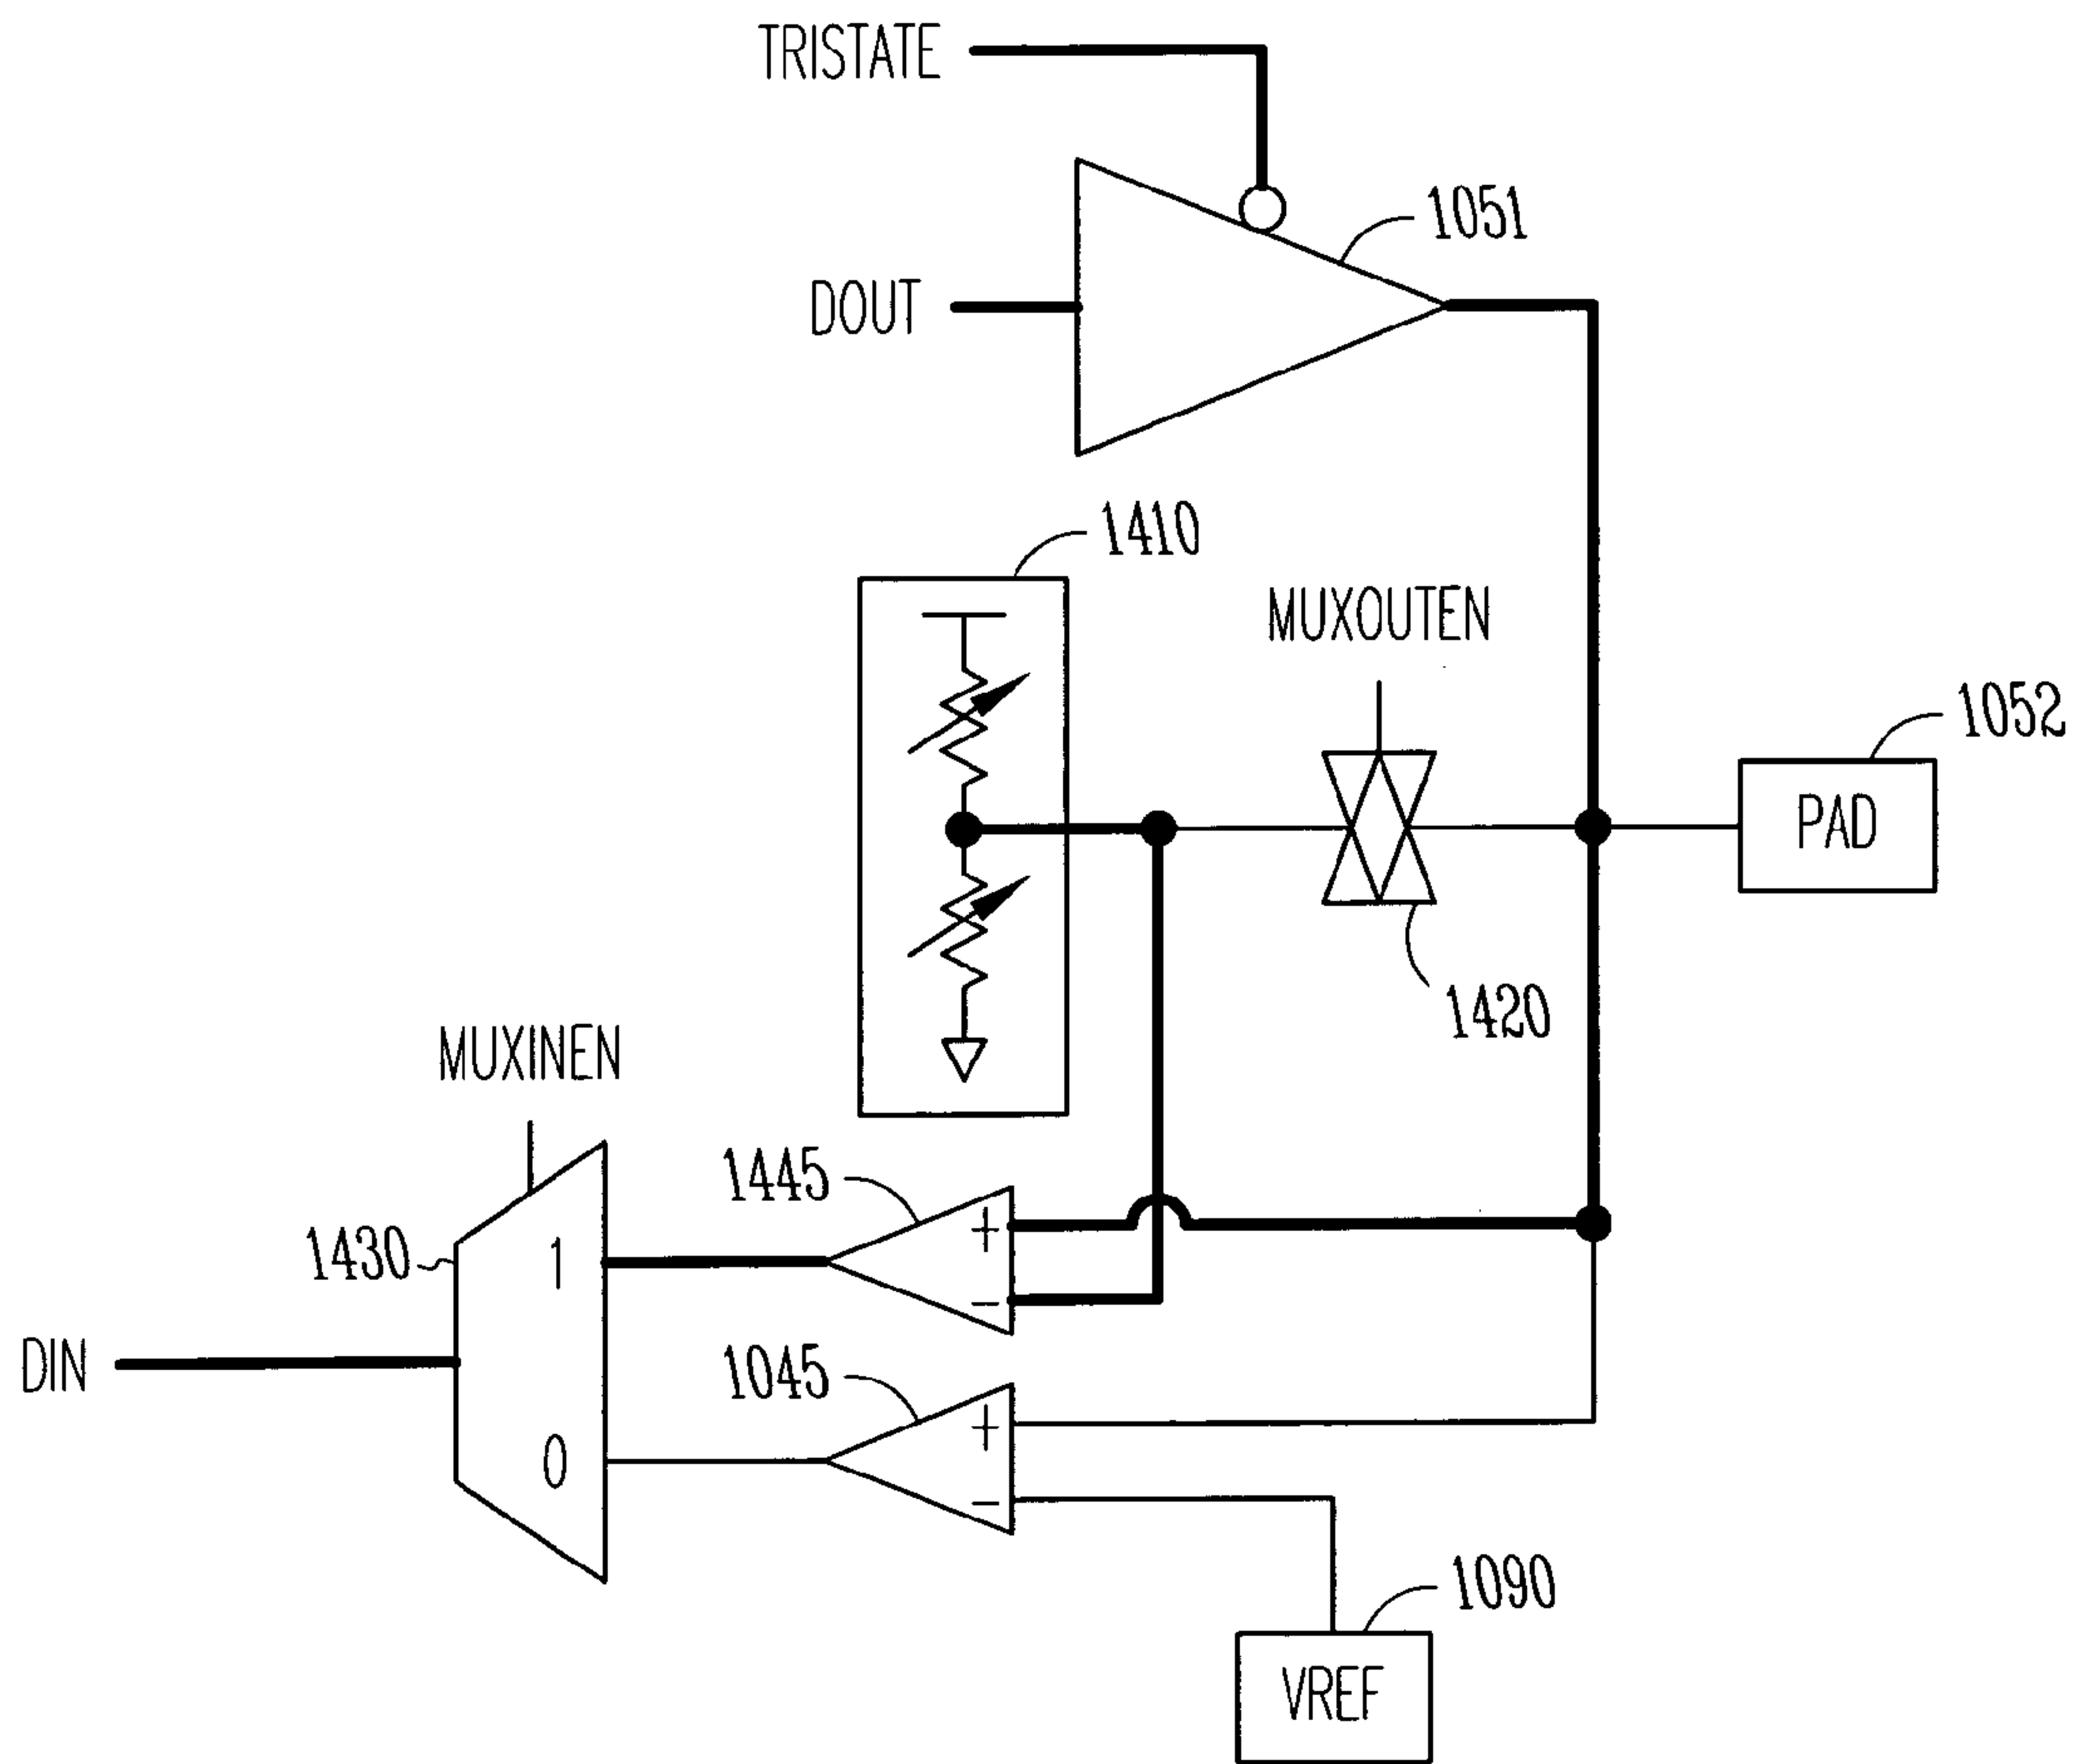 TRISTATE
1051
DOUT
1410
MUXOUTEN
1052
PAD
1420
MUXINEN
1445
+
1430
1
-
DIN
1045
+
0
-
1090
VREF